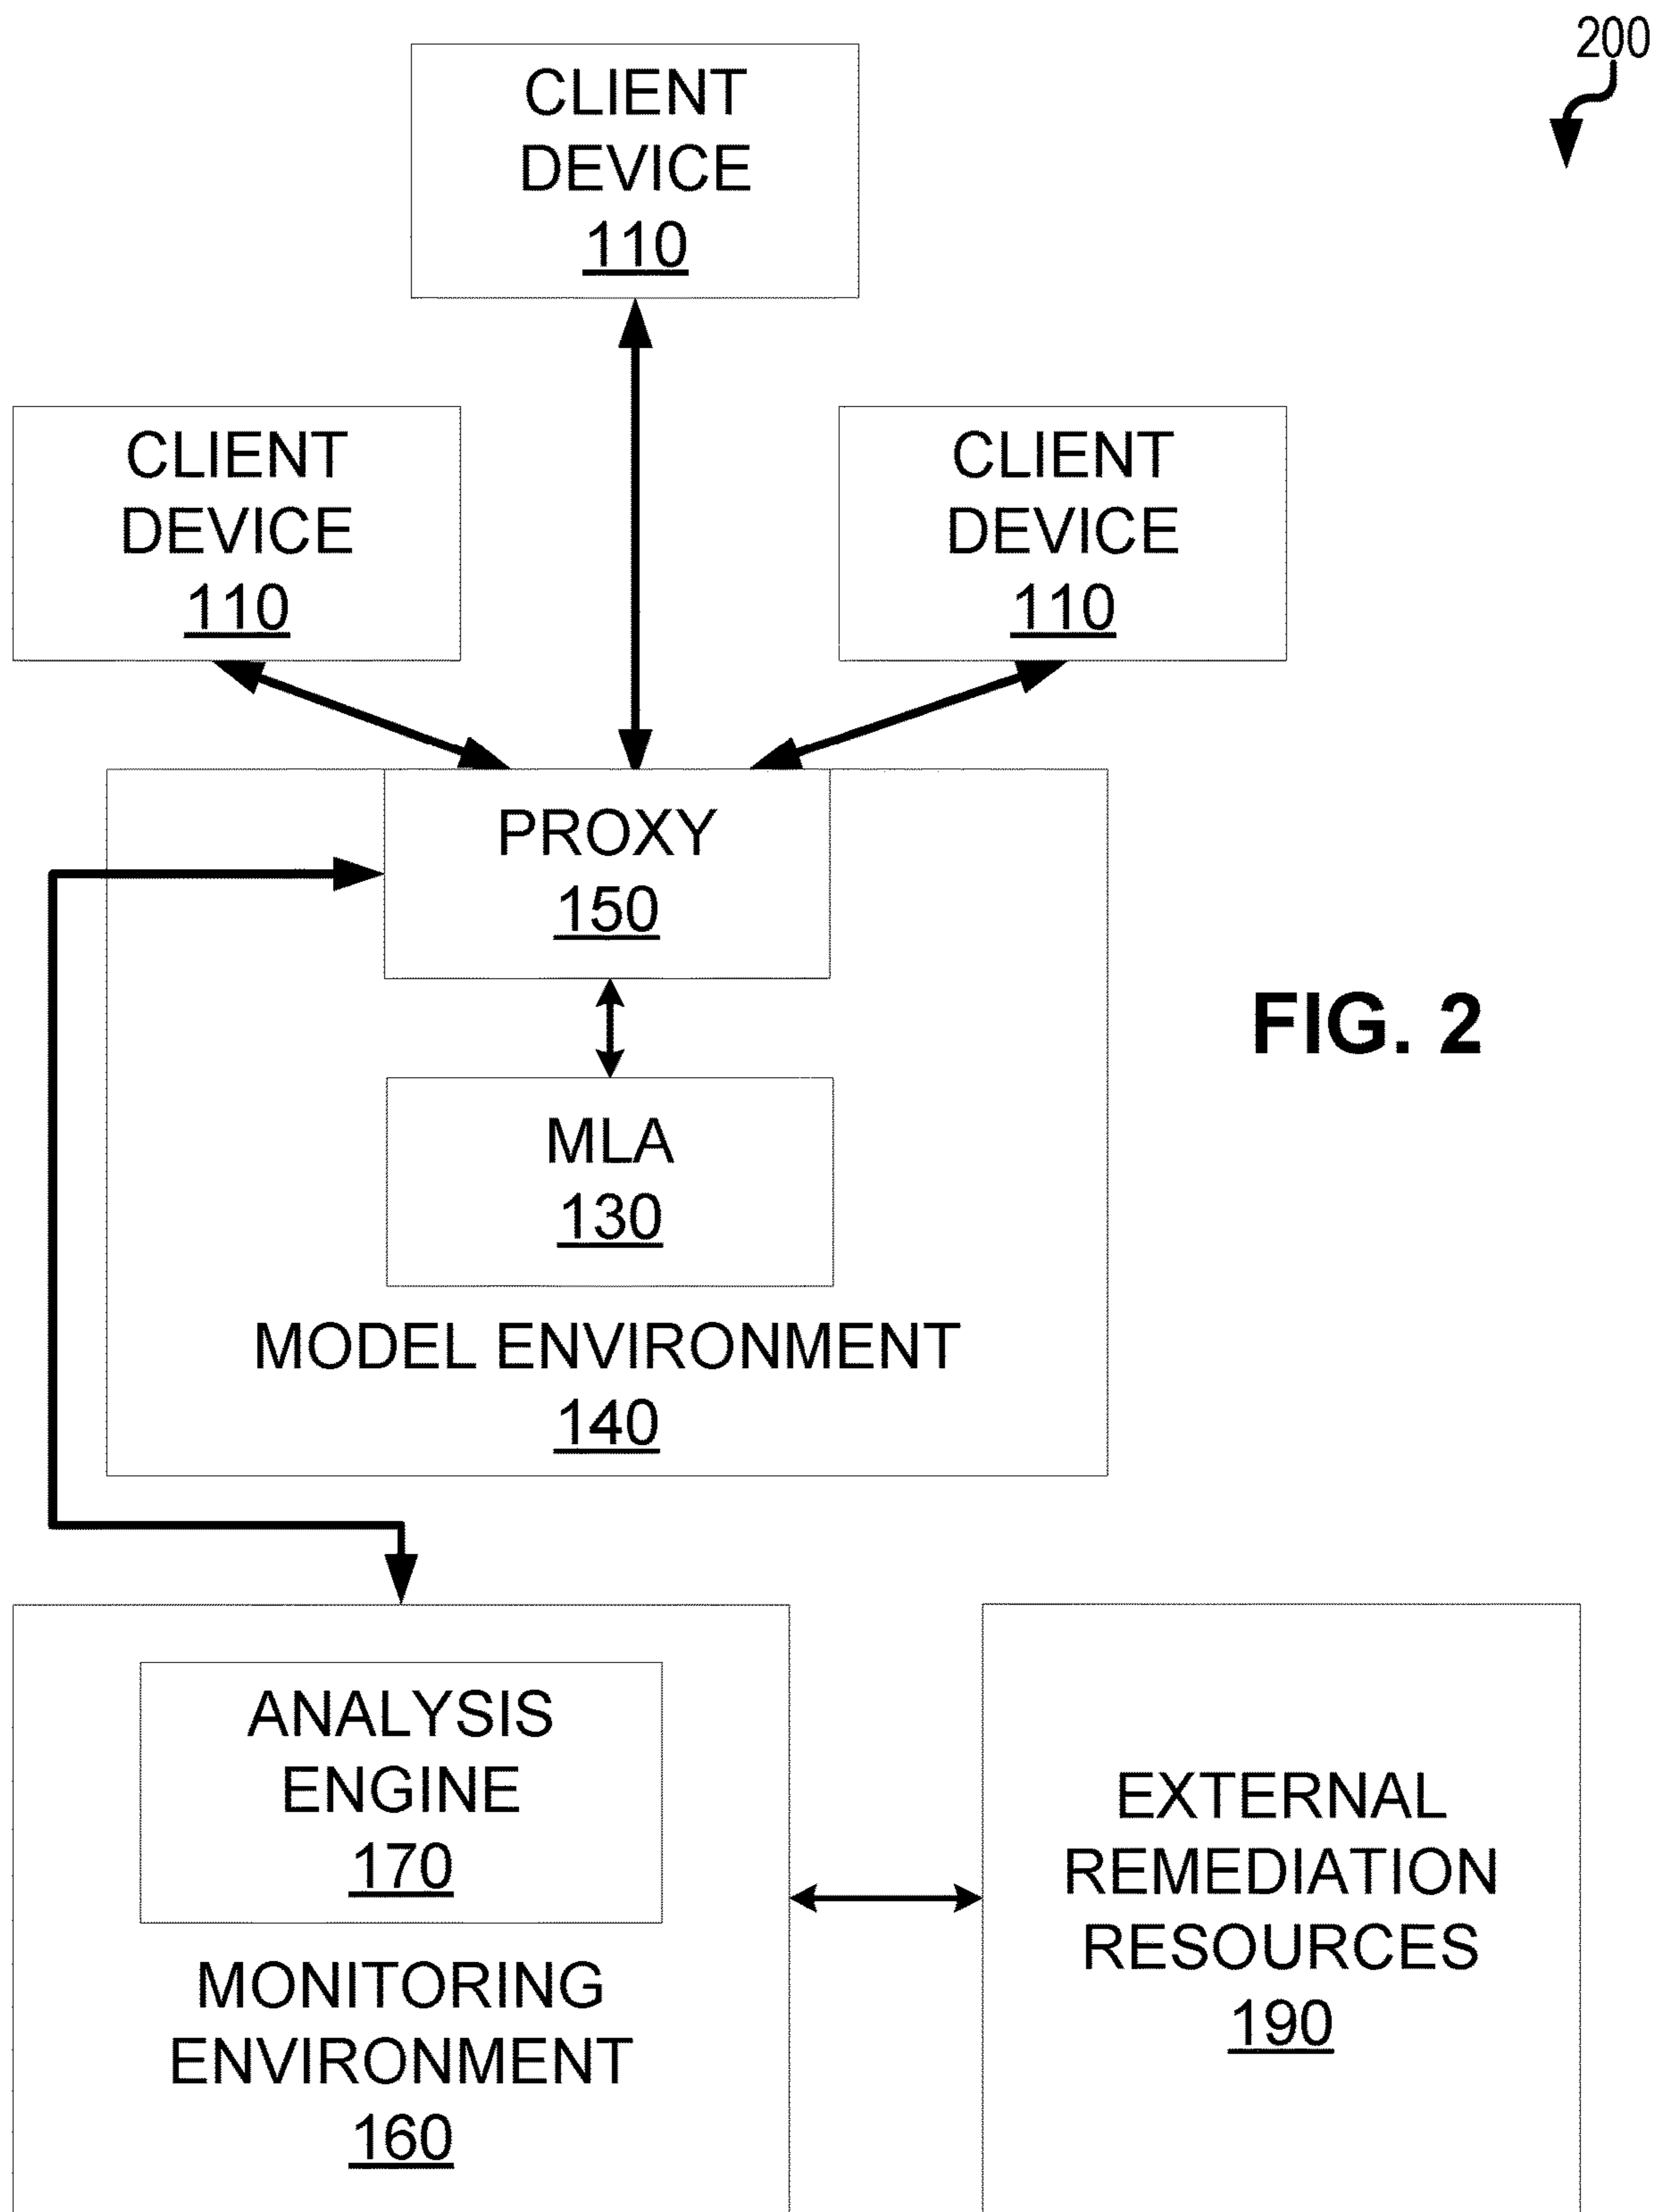 200
CLIENT
DEVICE
110
CLIENT
DEVICE
110
CLIENT
DEVICE
110
PROXY
150
FIG. 2
MLA
130
MODEL ENVIRONMENT
140
ANALYSIS
ENGINE
170
MONITORING
ENVIRONMENT
160
EXTERNAL
REMEDIATION
RESOURCES
190